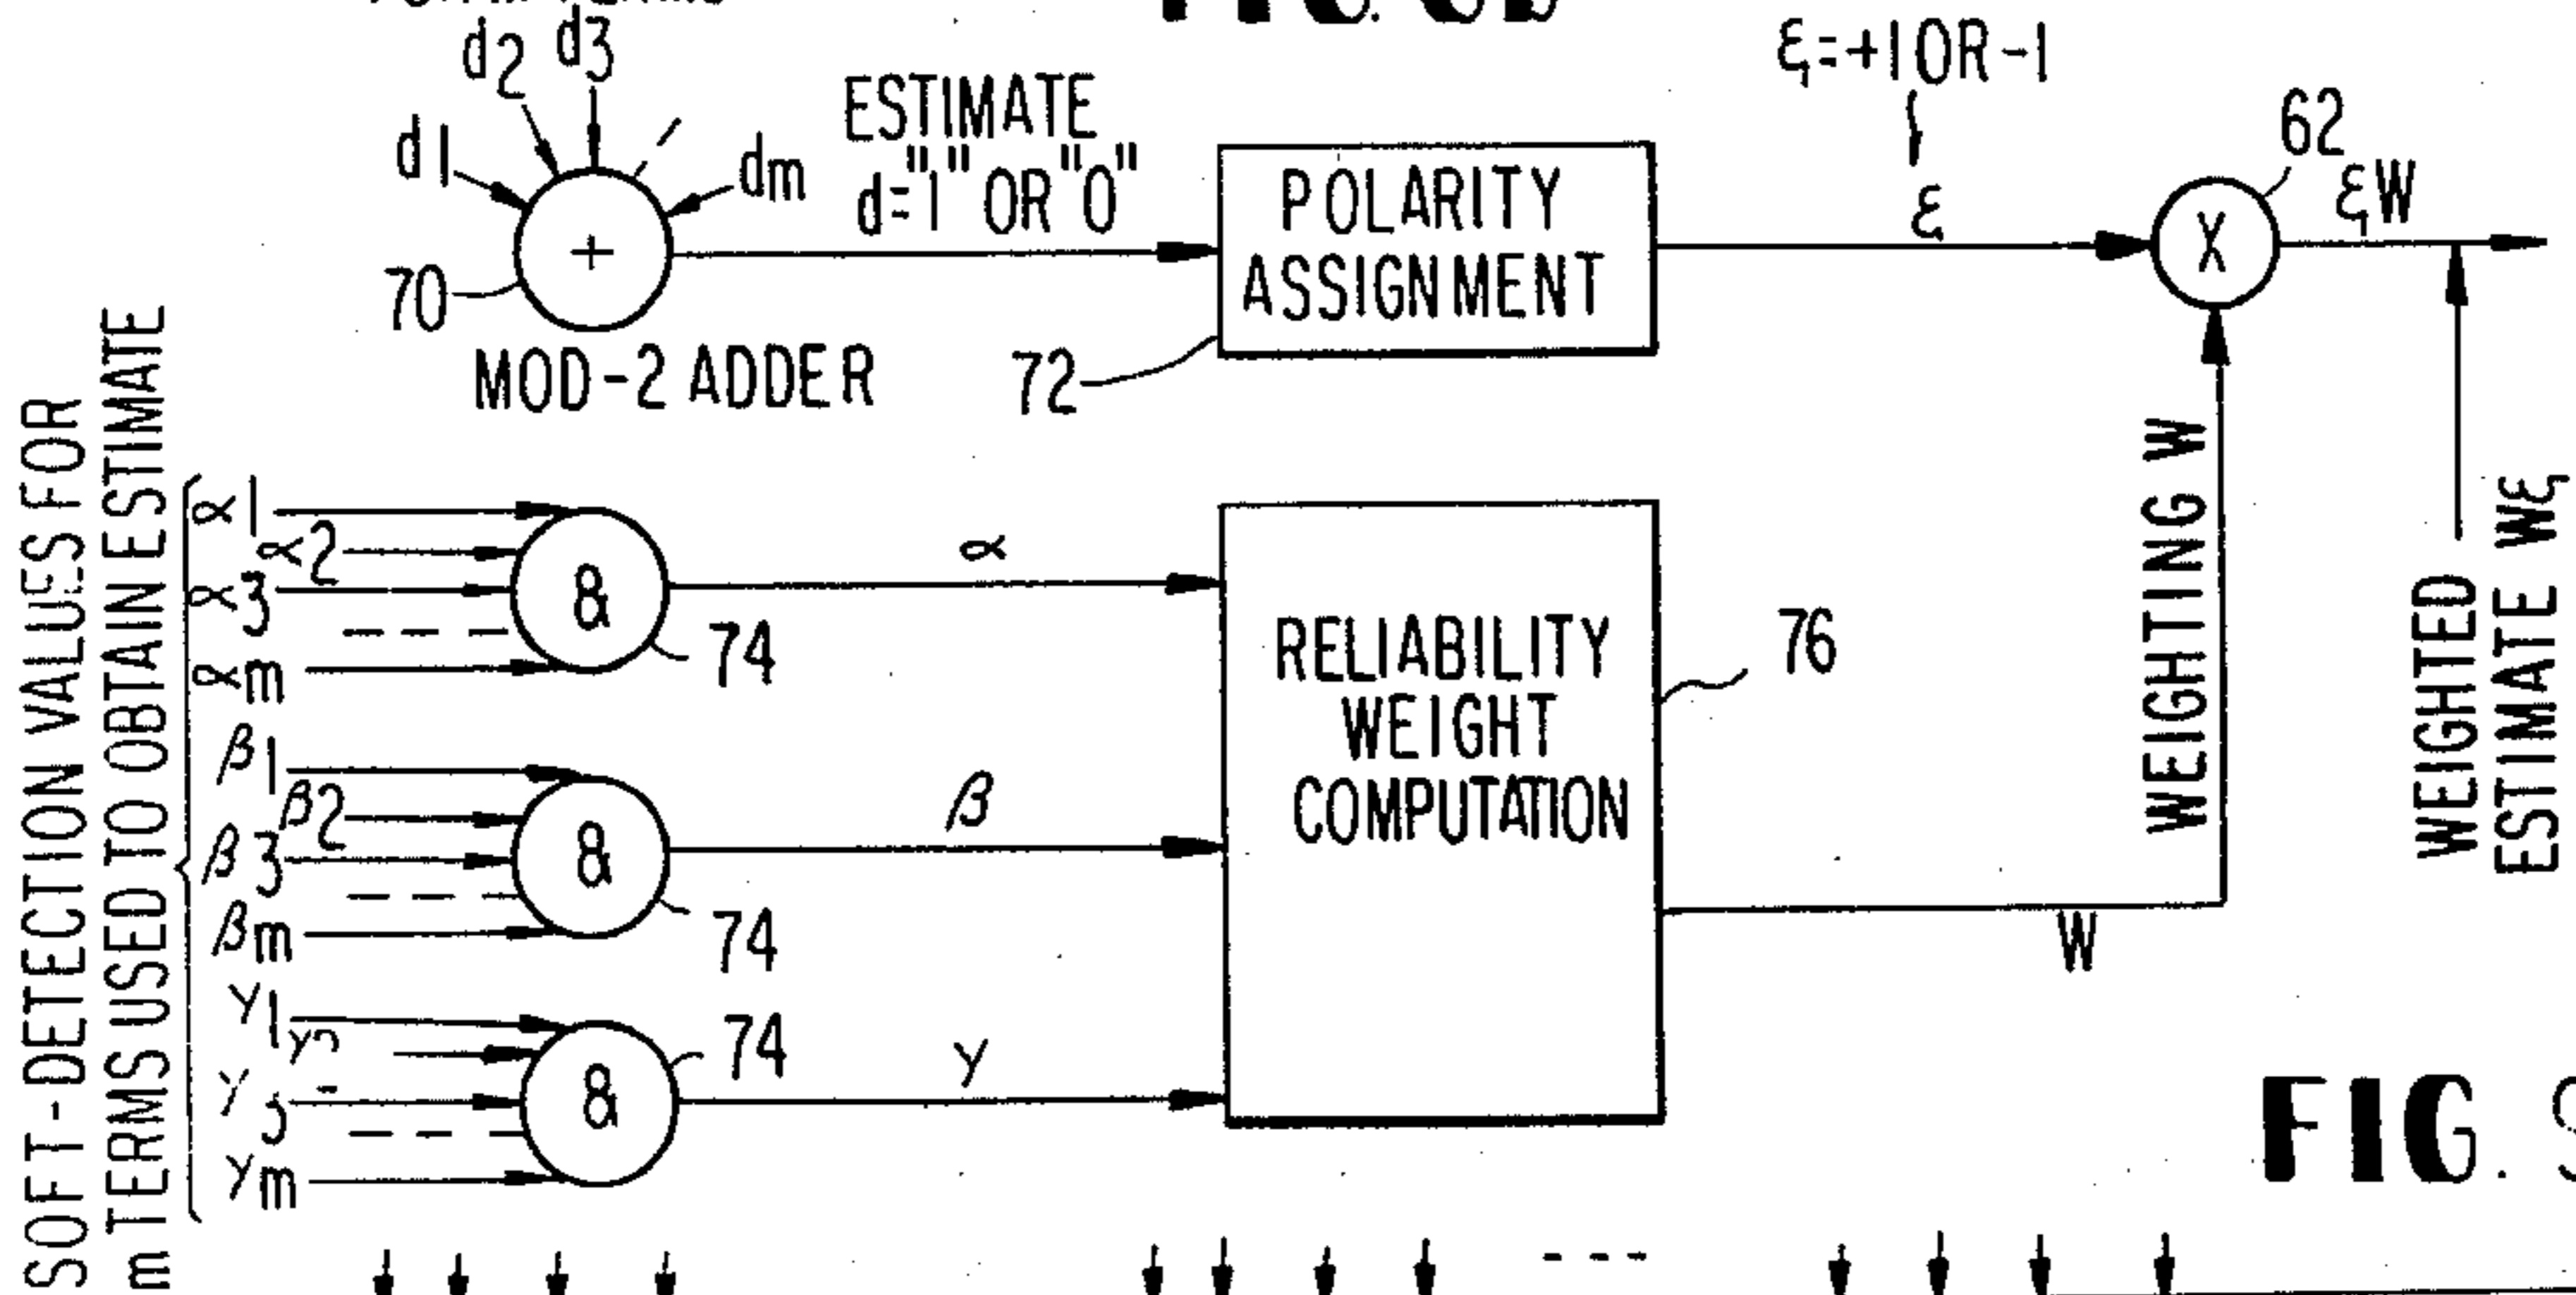 FIG. 8b
d1
d2
d3
dm
+
70
MOD-2 ADDER
ESTIMATE
d="1" OR "0"
POLARITY
ASSIGNMENT
72
ξ=+1 OR -1
ξ
62
X
ξW
SOFT-DETECTION VALUES FOR
m TERMS USED TO OBTAIN ESTIMATE
α1
α2
α3
αm
&
74
α
β1
β2
β3
βm
&
74
β
γ1
γm
&
74
γ
RELIABILITY
WEIGHT
COMPUTATION
76
W
WEIGHTING W
WEIGHTED
ESTIMATE Wξ
FIG.